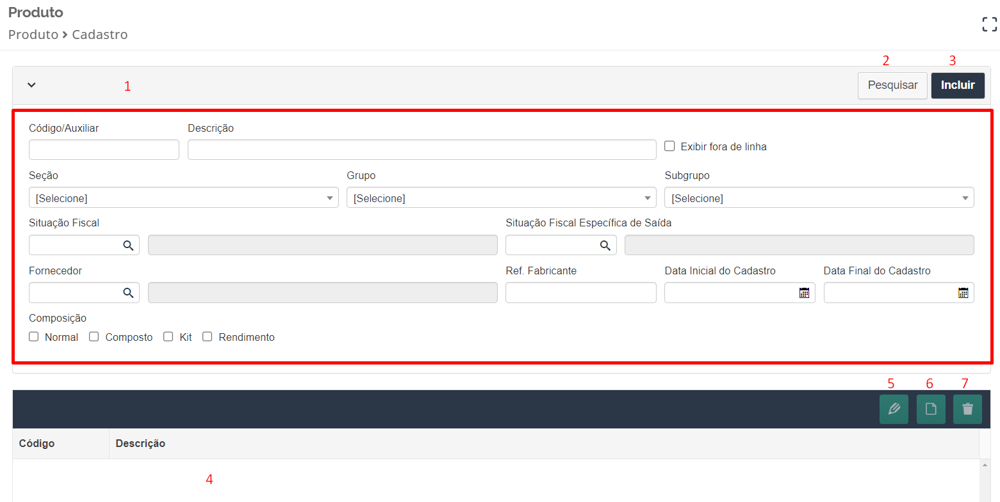 Produto
Produto > Cadastro
2 3
1 Pesquisar Incluir
Código/Auxiliar Descrição
Exibir fora de linha
Seção Grupo Subgrupo
[Selecione] [Selecione] [Selecione]
Situação Fiscal Situação Fiscal Específica de Saída
Fornecedor Ref. Fabricante Data Inicial do Cadastro Data Final do Cadastro
Composição
Normal Composto Kit Rendimento
5 6 7
Código Descrição
4